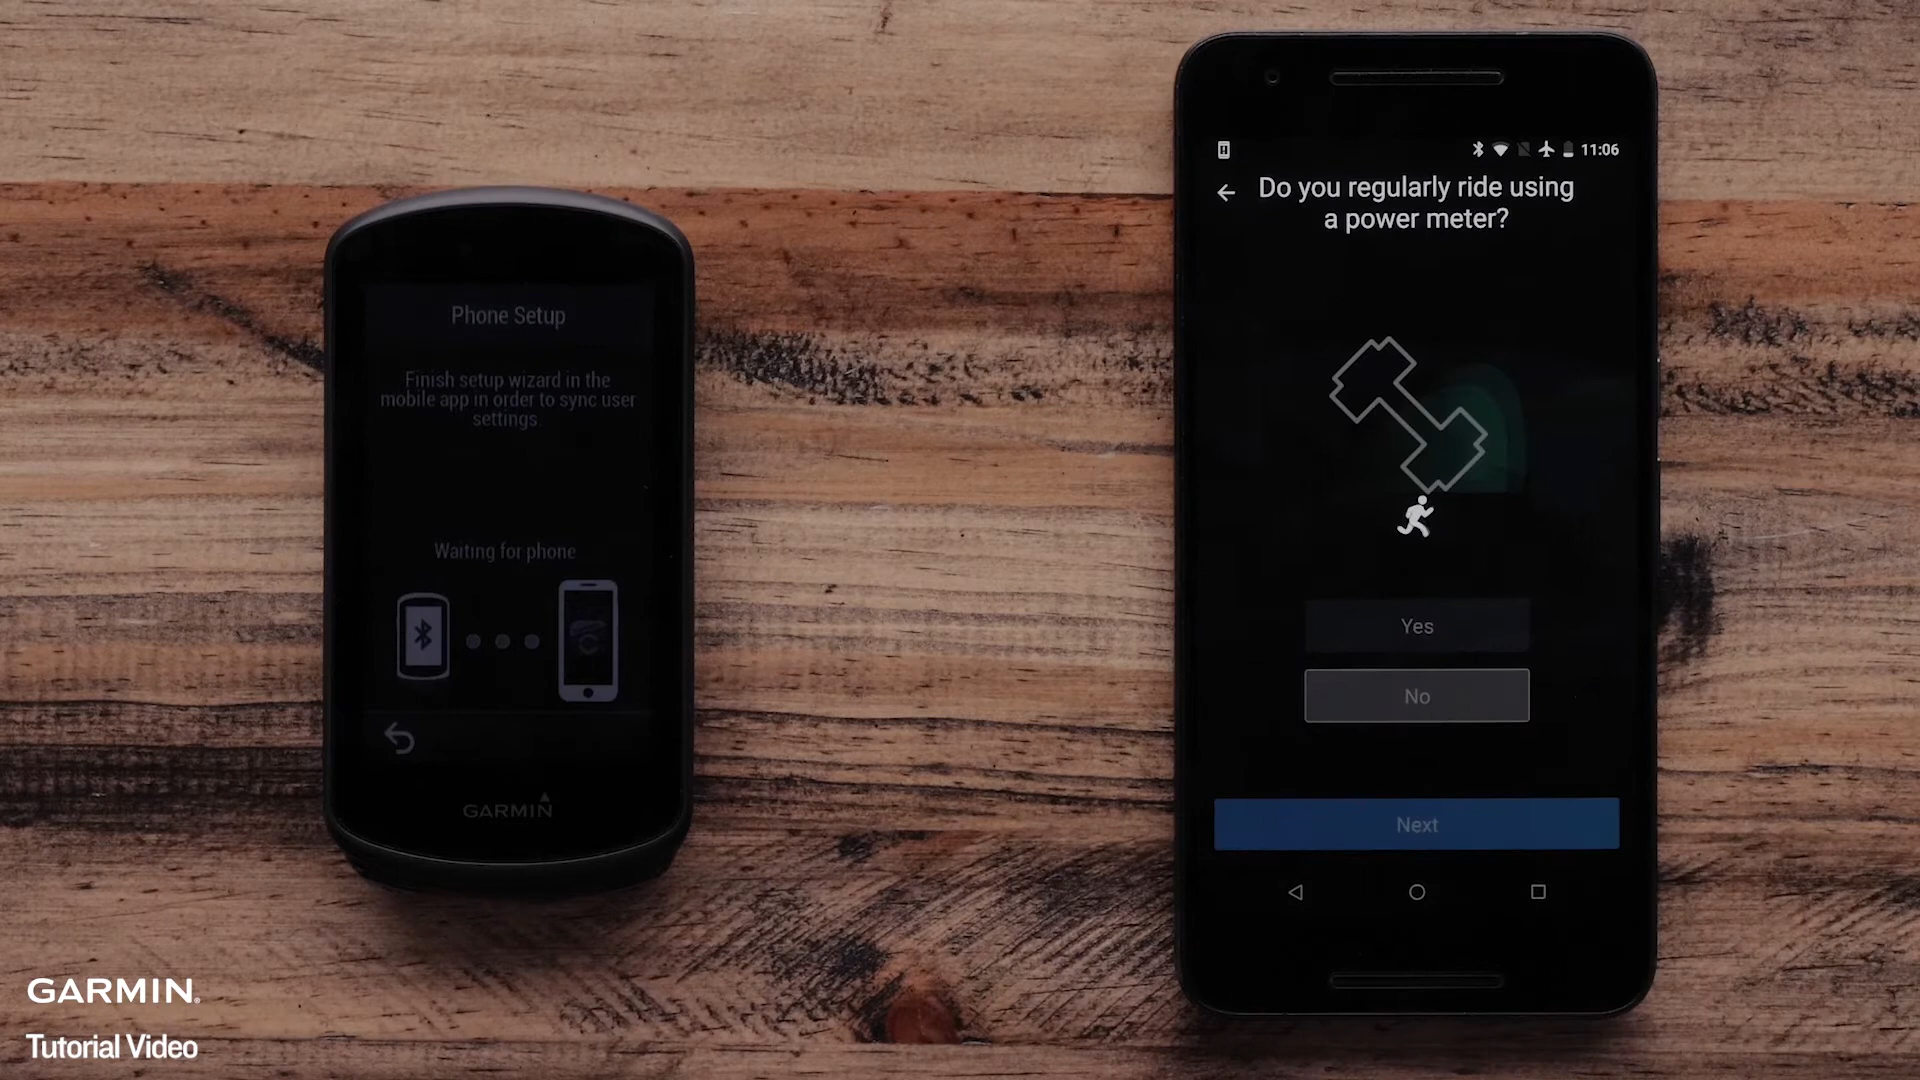 Phone Setup
Finish setup wizard in the
mobile app in order to sync user
settings.
Waiting for phone
GARMIN
11:06
Do you regularly ride using
a power meter?
Yes
No
Next
GARMIN®
Tutorial Video